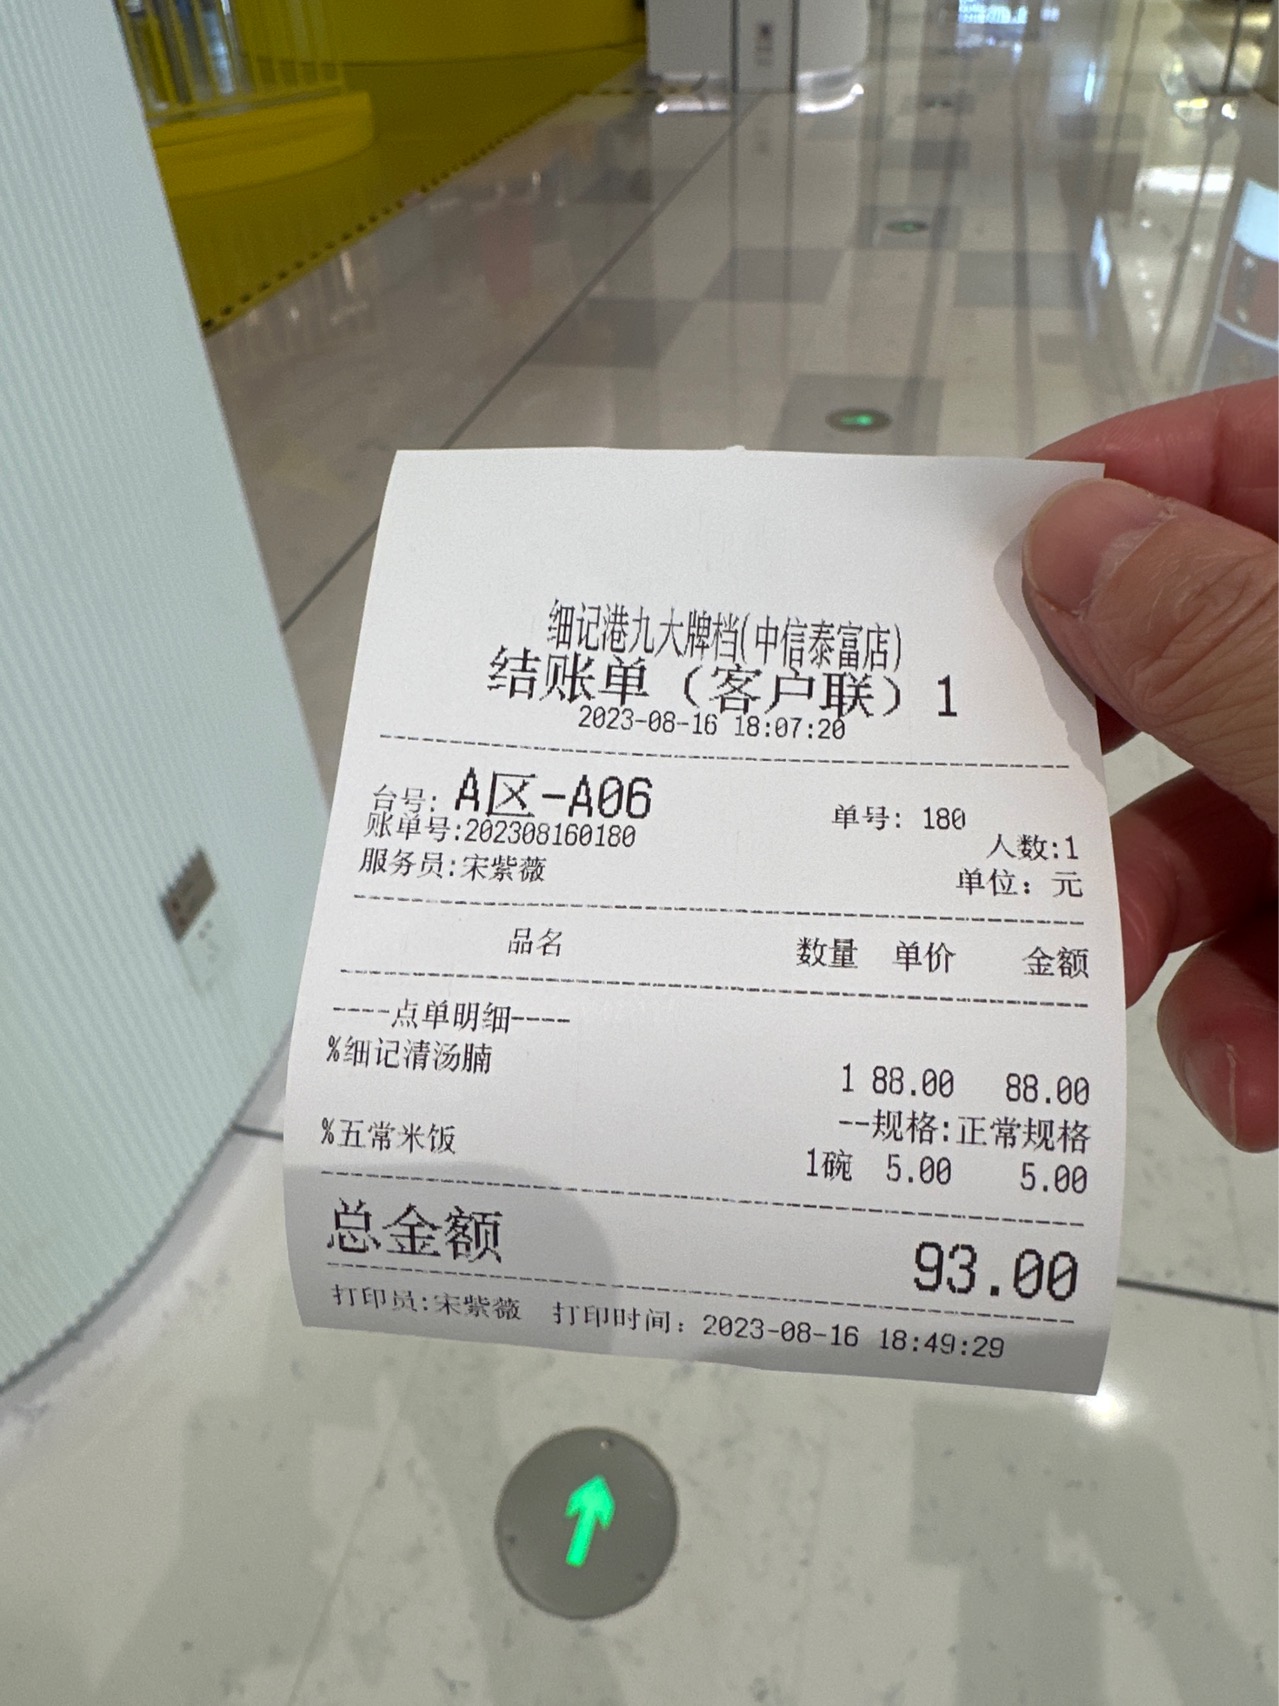 细记港九大牌档(中信泰富店)
结账单（客户联）1
2023-08-16 18:07:20
台号: A区-A06 单号: 180
账单号:202308160180 人数:1
服务员:宋紫薇 单位: 元
品名 数量 单价 金额
----点单明细----
%细记清汤腩 1 88.00 88.00
--规格:正常规格
%五常米饭 1碗 5.00 5.00
总金额 93.00
打印员:宋紫薇 打印时间: 2023-08-16 18:49:29